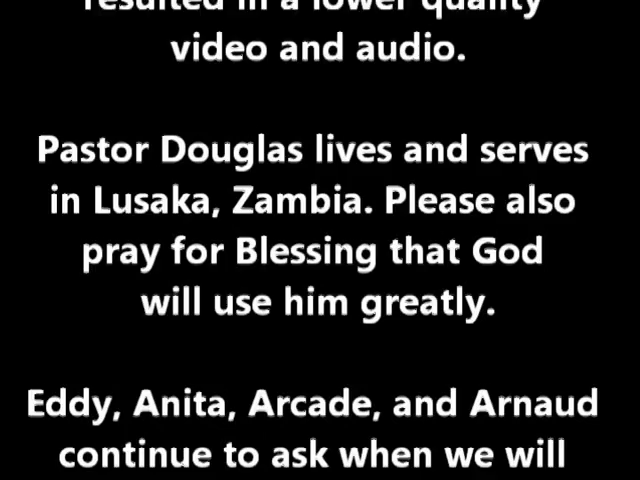 resulted in a lower quality
video and audio.
Pastor Douglas lives and serves
in Lusaka, Zambia. Please also
pray for Blessing that God
will use him greatly.
Eddy, Anita, Arcade, and Arnaud
continue to ask when we will